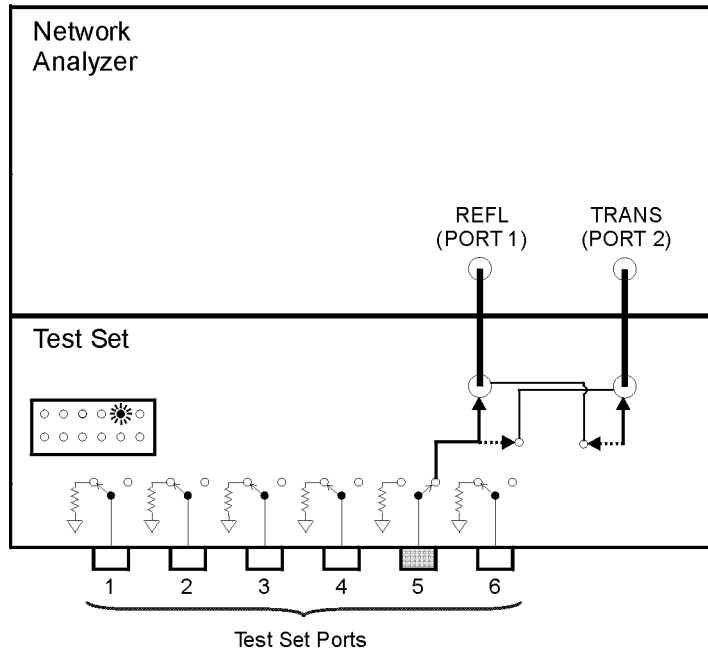 Network
Analyzer
REFL
(PORT 1)
TRANS
(PORT 2)
Test Set
1 2 3 4 5 6
Test Set Ports